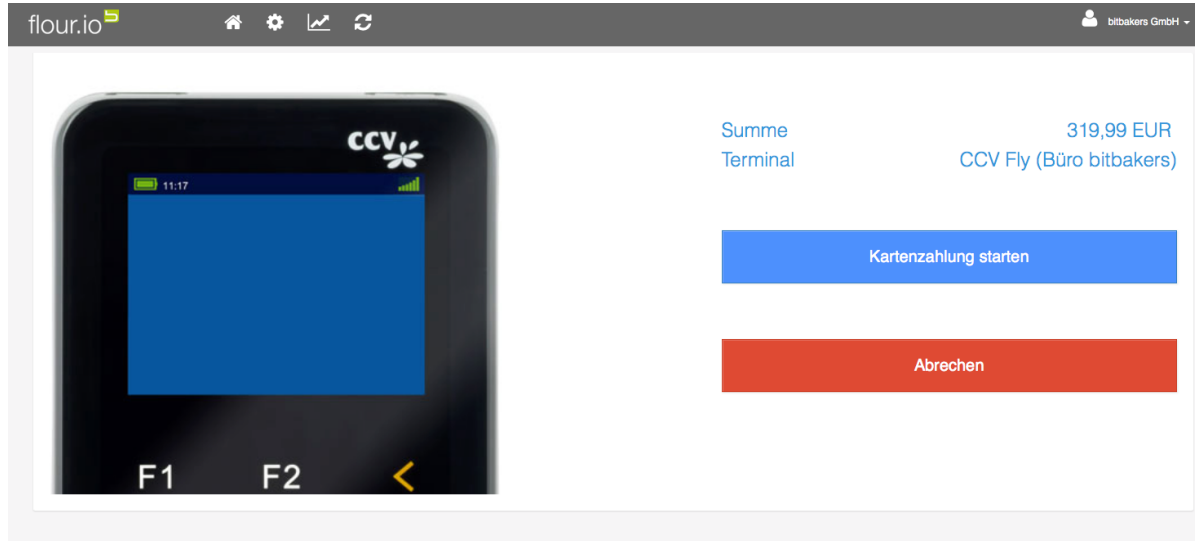 flour.io
bitbakers GmbH
CCV
11:17
F1 F2 <
Summe 319,99 EUR
Terminal CCV Fly (Büro bitbakers)
Kartenzahlung starten
Abrechen